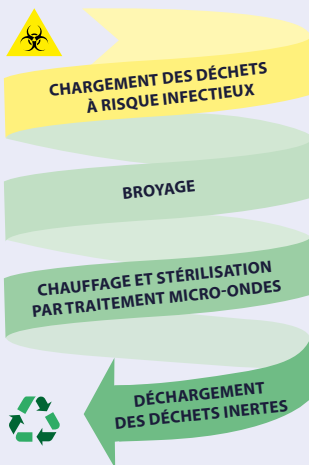 CHARGEMENT DES DÉCHETS
À RISQUE INFECTIEUX
BROYAGE
CHAUFFAGE ET STÉRILISATION
PAR TRAITEMENT MICRO-ONDES
DÉCHARGEMENT
DES DÉCHETS INERTES